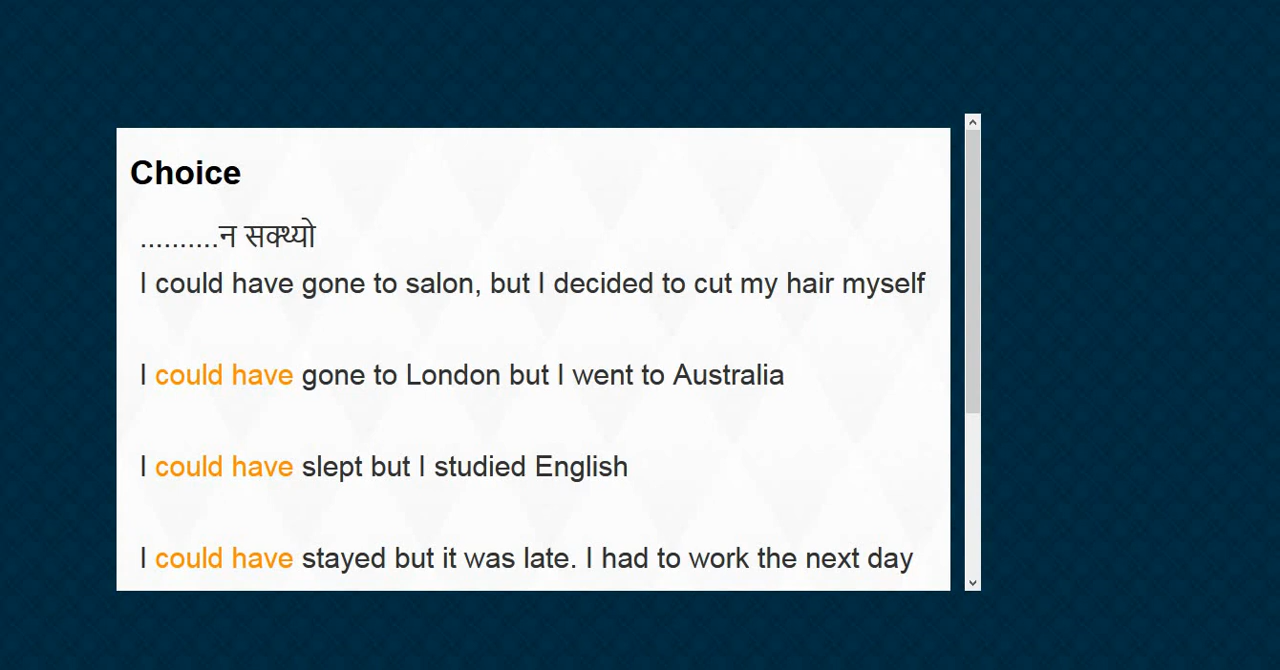 Choice
..........न सक्थ्यो
I could have gone to salon, but I decided to cut my hair myself
I could have gone to London but I went to Australia
I could have slept but I studied English
I could have stayed but it was late. I had to work the next day